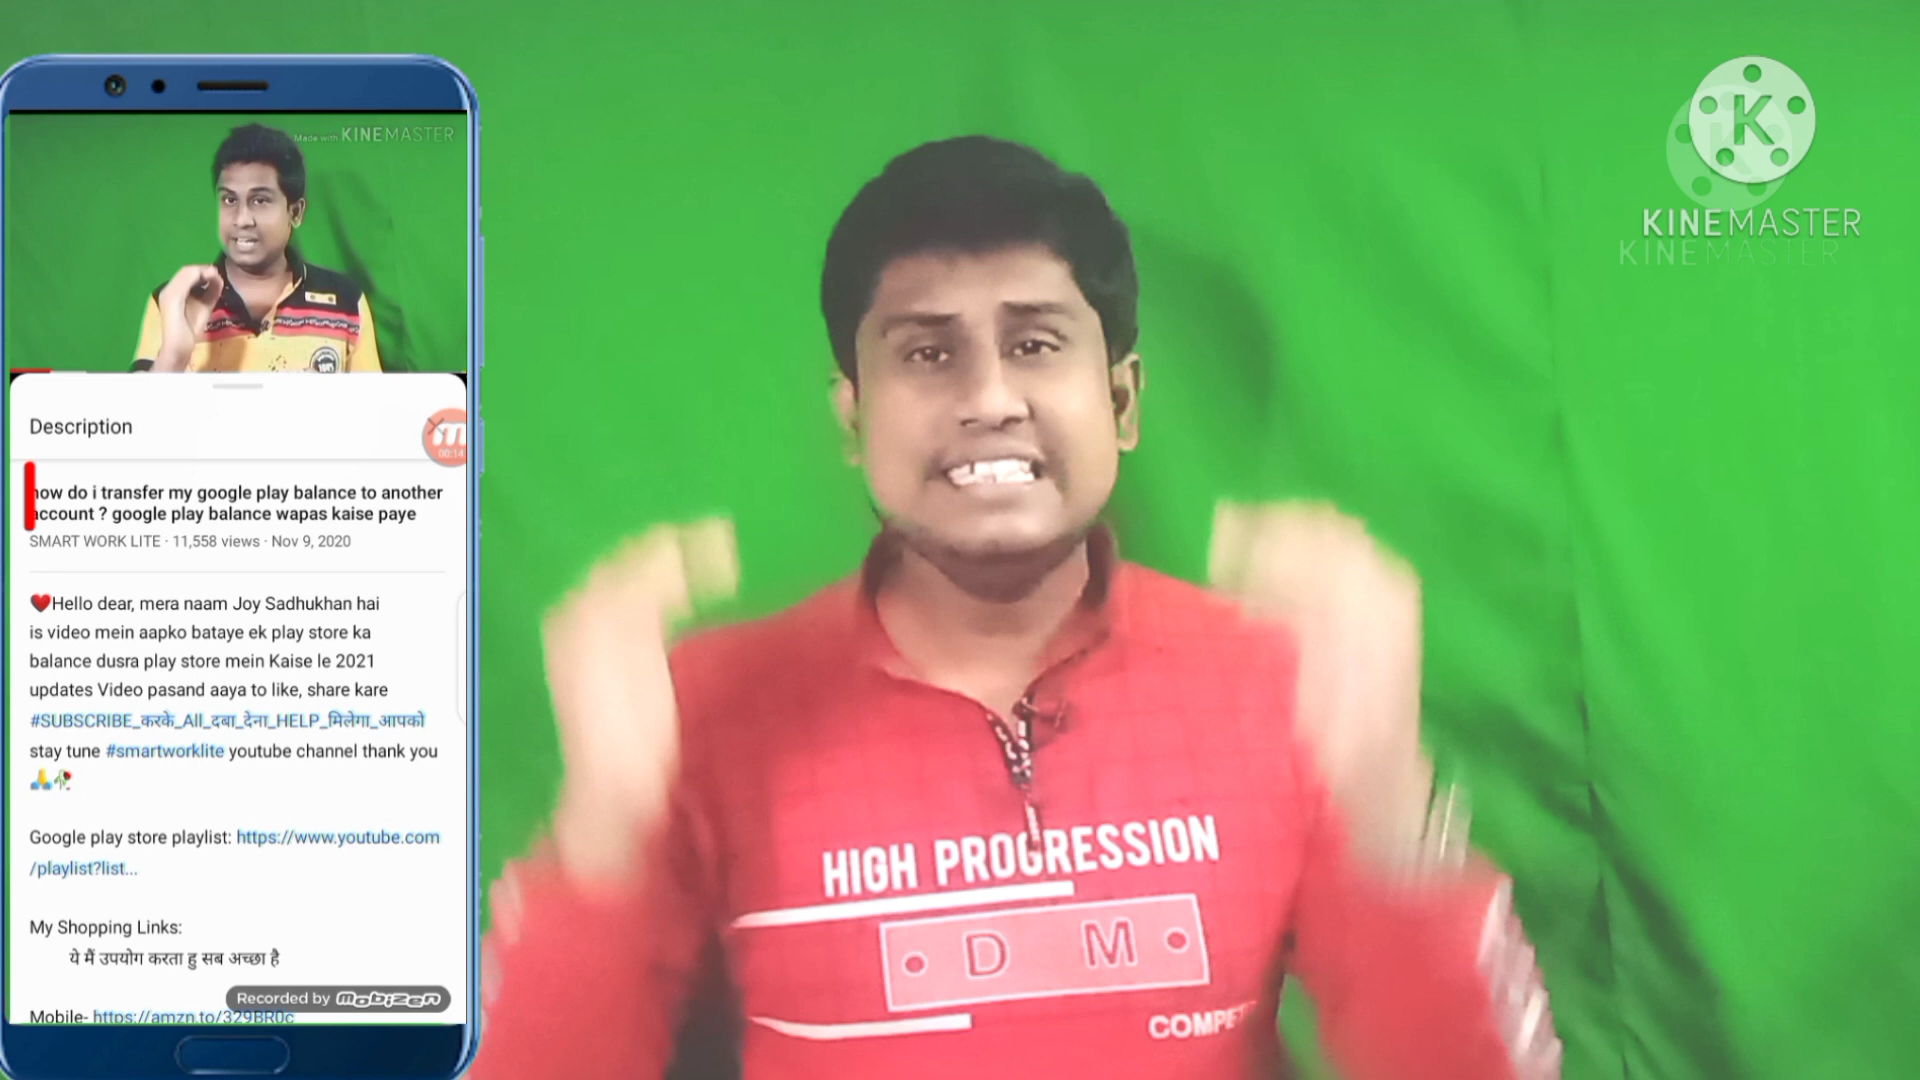 Made with KINEMASTER
Description
00:14
now do i transfer my google play balance to another
account ? google play balance wapas kaise paye
SMART WORK LITE · 11,558 views · Nov 9, 2020
❤️Hello dear, mera naam Joy Sadhukhan hai
is video mein aapko bataye ek play store ka
balance dusra play store mein Kaise le 2021
updates Video pasand aaya to like, share kare
#SUBSCRIBE_करके_All_दबा_देना_HELP_मिलेगा_आपको
stay tune #smartworklite youtube channel thank you
🙏🥀
Google play store playlist: https://www.youtube.com
/playlist?list...
My Shopping Links:
ये मैं उपयोग करता हु सब अच्छा है
Recorded by mobizen
Mobile- https://amzn.to/329BR0c
K
KINEMASTER
KINEMASTER
HIGH PROGRESSION
D M
COMPET